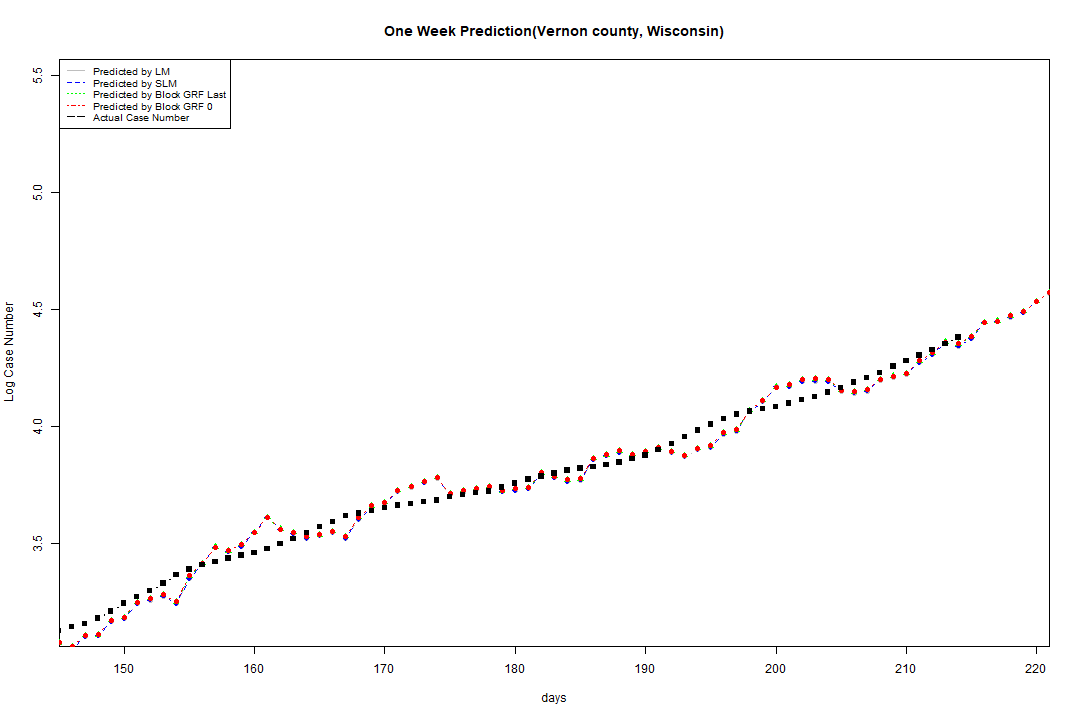 One Week Prediction(Vernon county, Wisconsin)
Predicted by LM
Predicted by SLM
Predicted by Block GRF Last
Predicted by Block GRF 0
Actual Case Number
5.5
5.0
4.5
4.0
3.5
Log Case Number
150 160 170 180 190 200 210 220
days